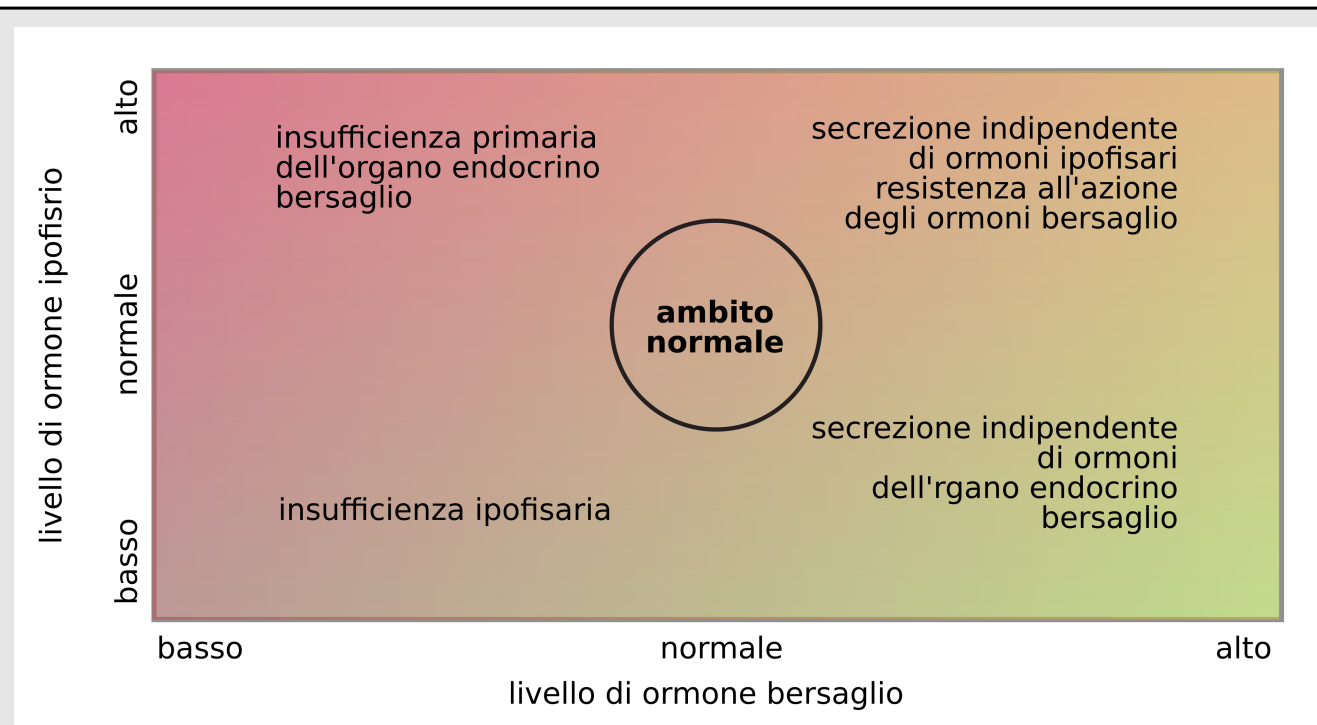 alto
insufficienza primaria
dell'organo endocrino
bersaglio
secrezione indipendente
di ormoni ipofisari
resistenza all'azione
degli ormoni bersaglio
livello di ormone ipofisrio
normale
ambito
normale
secrezione indipendente
di ormoni
dell'rgano endocrino
bersaglio
insufficienza ipofisaria
basso
basso
normale
alto
livello di ormone bersaglio